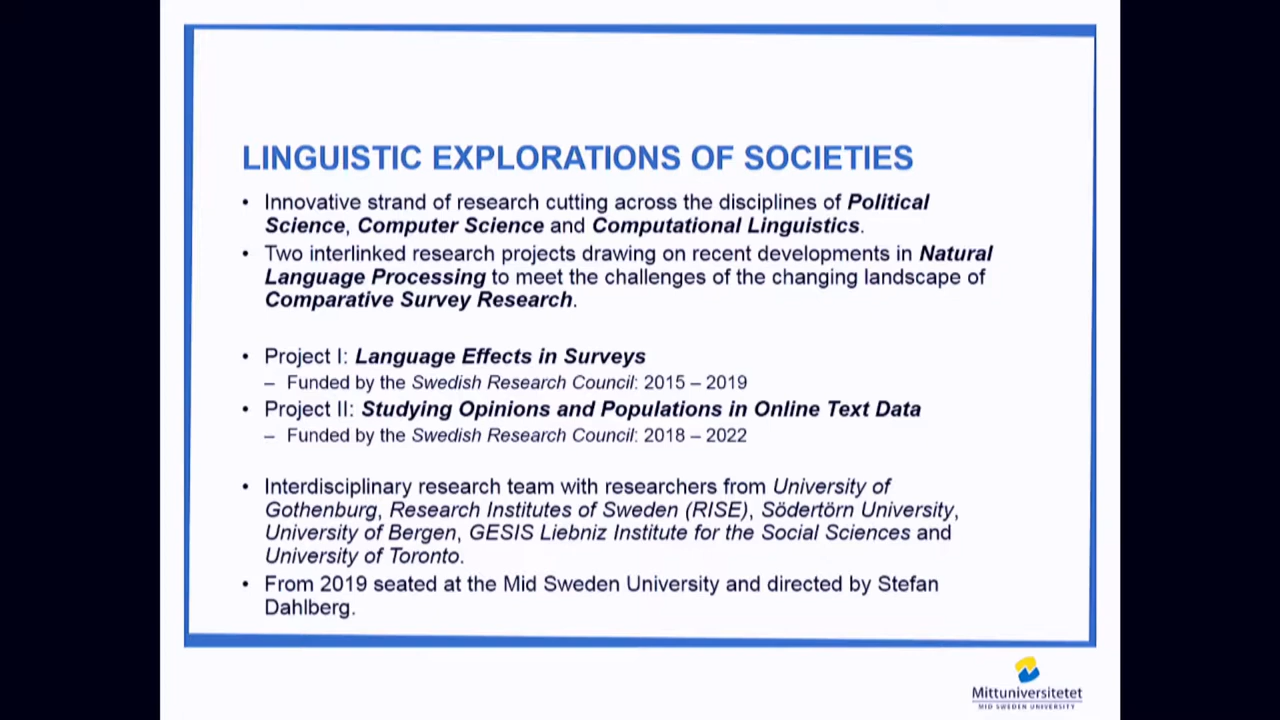 LINGUISTIC EXPLORATIONS OF SOCIETIES
• Innovative strand of research cutting across the disciplines of Political
Science, Computer Science and Computational Linguistics.
• Two interlinked research projects drawing on recent developments in Natural
Language Processing to meet the challenges of the changing landscape of
Comparative Survey Research.
• Project I: Language Effects in Surveys
– Funded by the Swedish Research Council: 2015 – 2019
• Project II: Studying Opinions and Populations in Online Text Data
– Funded by the Swedish Research Council: 2018 – 2022
• Interdisciplinary research team with researchers from University of
Gothenburg, Research Institutes of Sweden (RISE), Södertörn University,
University of Bergen, GESIS Liebniz Institute for the Social Sciences and
University of Toronto.
• From 2019 seated at the Mid Sweden University and directed by Stefan
Dahlberg.
Mittuniversitetet
MID SWEDEN UNIVERSITY